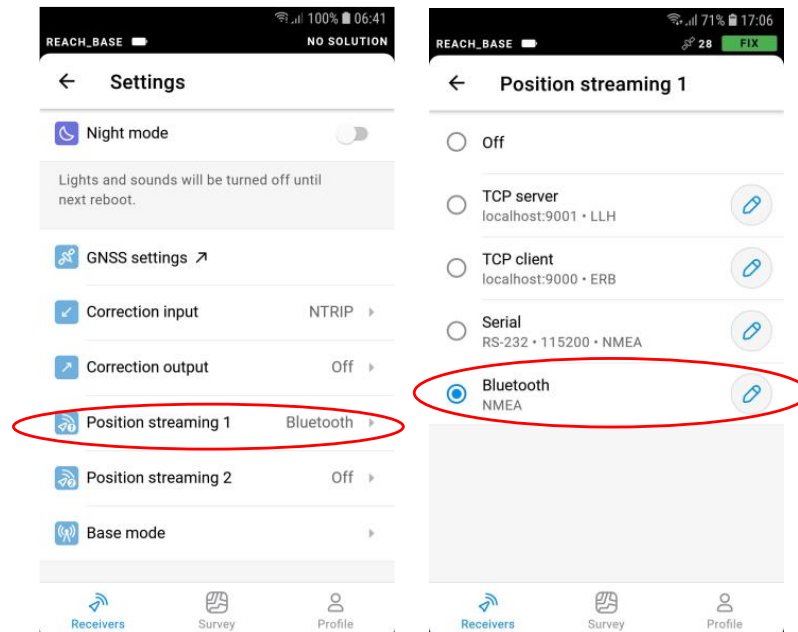 100% 06:41
REACH_BASE NO SOLUTION
Settings
Night mode
Lights and sounds will be turned off until
next reboot.
GNSS settings
Correction input NTRIP
Correction output Off
Position streaming 1 Bluetooth
Position streaming 2 Off
Base mode
Receivers Survey Profile
71% 17:06
REACH_BASE 28 FIX
Position streaming 1
Off
TCP server
localhost:9001 • LLH
TCP client
localhost:9000 • ERB
Serial
RS-232 • 115200 • NMEA
Bluetooth
NMEA
Receivers Survey Profile